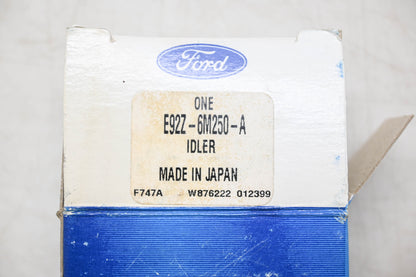 Ford
ONE
E92Z-6M250-A
IDLER
MADE IN JAPAN
F747A W876222 012399